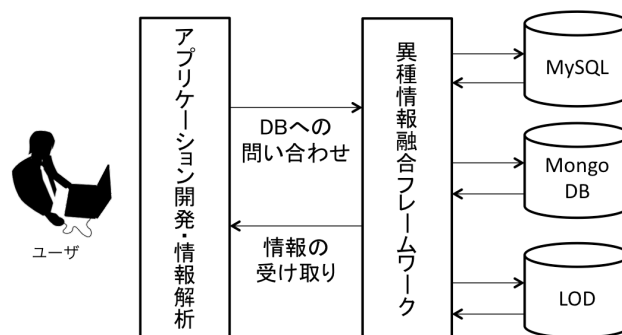 ユーザ
アプリケーション開発・情報解析
DBへの
問い合わせ
情報の
受け取り
異種情報融合フレームワーク
MySQL
Mongo
DB
LOD